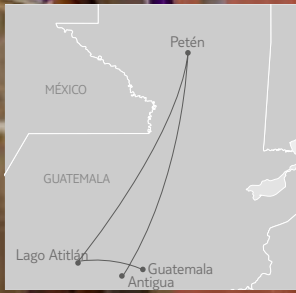 Petén
MÉXICO
GUATEMALA
Lago Atitlán
Guatemala
Antigua